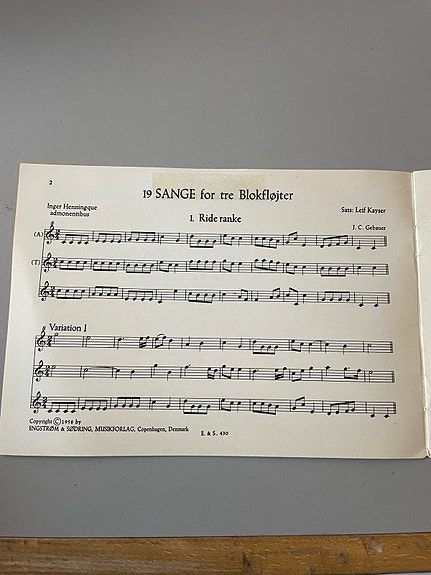 2
19 SANGE for tre Blokfløjter
Inger Henningque
admonentibus
Sats: Leif Kayser
1. Ride ranke
J. C. Gebauer
(A)
(T)
Variation I
Copyright © 1958 by
ENGSTRØM & SØDRING, MUSIKFORLAG, Copenhagen, Denmark
E. & S. 430